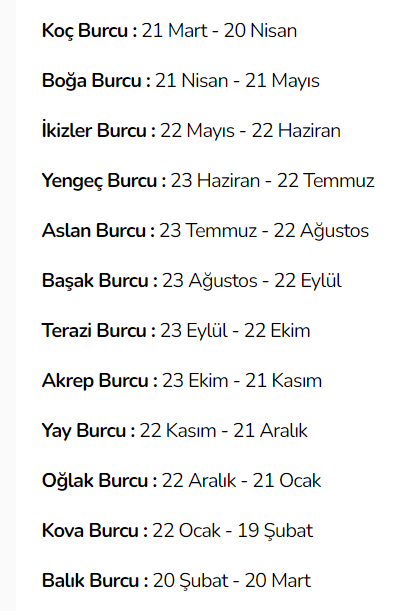 Koç Burcu : 21 Mart - 20 Nisan
Boğa Burcu : 21 Nisan - 21 Mayıs
İkizler Burcu : 22 Mayıs - 22 Haziran
Yengeç Burcu : 23 Haziran - 22 Temmuz
Aslan Burcu : 23 Temmuz - 22 Ağustos
Başak Burcu : 23 Ağustos - 22 Eylül
Terazi Burcu : 23 Eylül - 22 Ekim
Akrep Burcu : 23 Ekim - 21 Kasım
Yay Burcu : 22 Kasım - 21 Aralık
Oğlak Burcu : 22 Aralık - 21 Ocak
Kova Burcu : 22 Ocak - 19 Şubat
Balık Burcu : 20 Şubat - 20 Mart